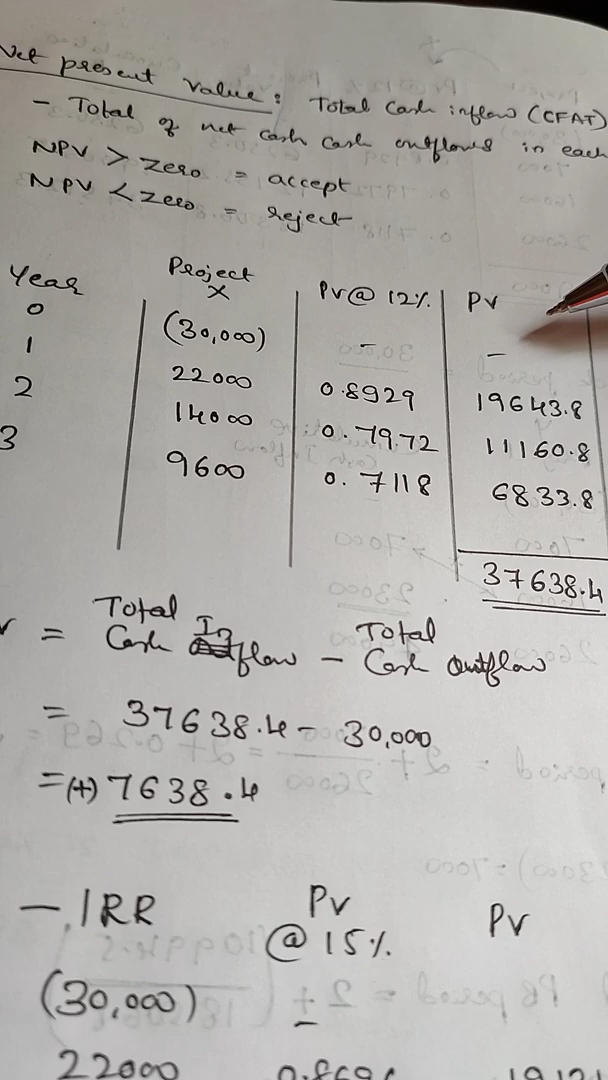 Net present value: Total Cash inflow (CFAT)
- Total of net cash cash outflows in each
NPV > Zero = accept
NPV < Zero = reject
Year Project X PV@ 12% PV
0 (30,000) - -
1 22000 0.8929 19643.8
2 14000 0.7972 11160.8
3 9600 0.7118 6833.8
37638.4
= Total Cash Inflow - Total Cash Outflow
= 37638.4 - 30,000
= (+) 7638.4
- IRR PV @ 15% PV
(30,000) -
22000